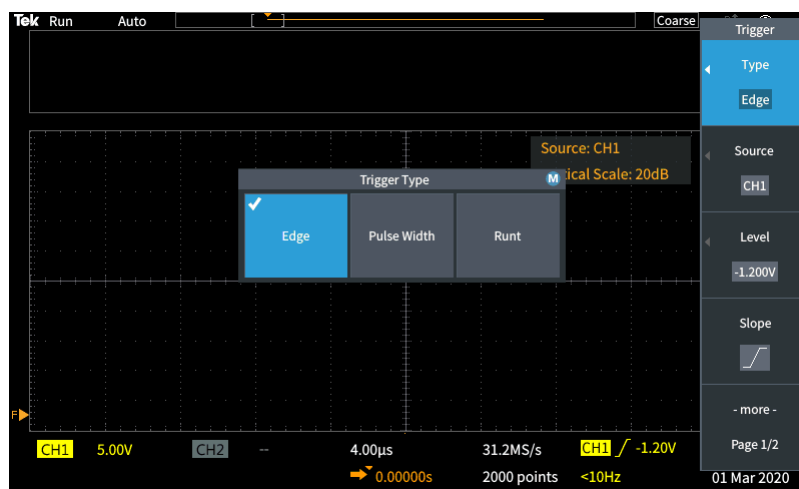 Tek Run Auto Coarse
Trigger
Type
Edge
Source: CH1
Source
CH1
Trigger Type M
Scale: 20dB
Edge Pulse Width Runt
Level
-1.200V
Slope
F
- more -
Page 1/2
CH1 5.00V CH2 -- 4.00µs 31.2MS/s CH1 -1.20V
0.00000s 2000 points <10Hz 01 Mar 2020